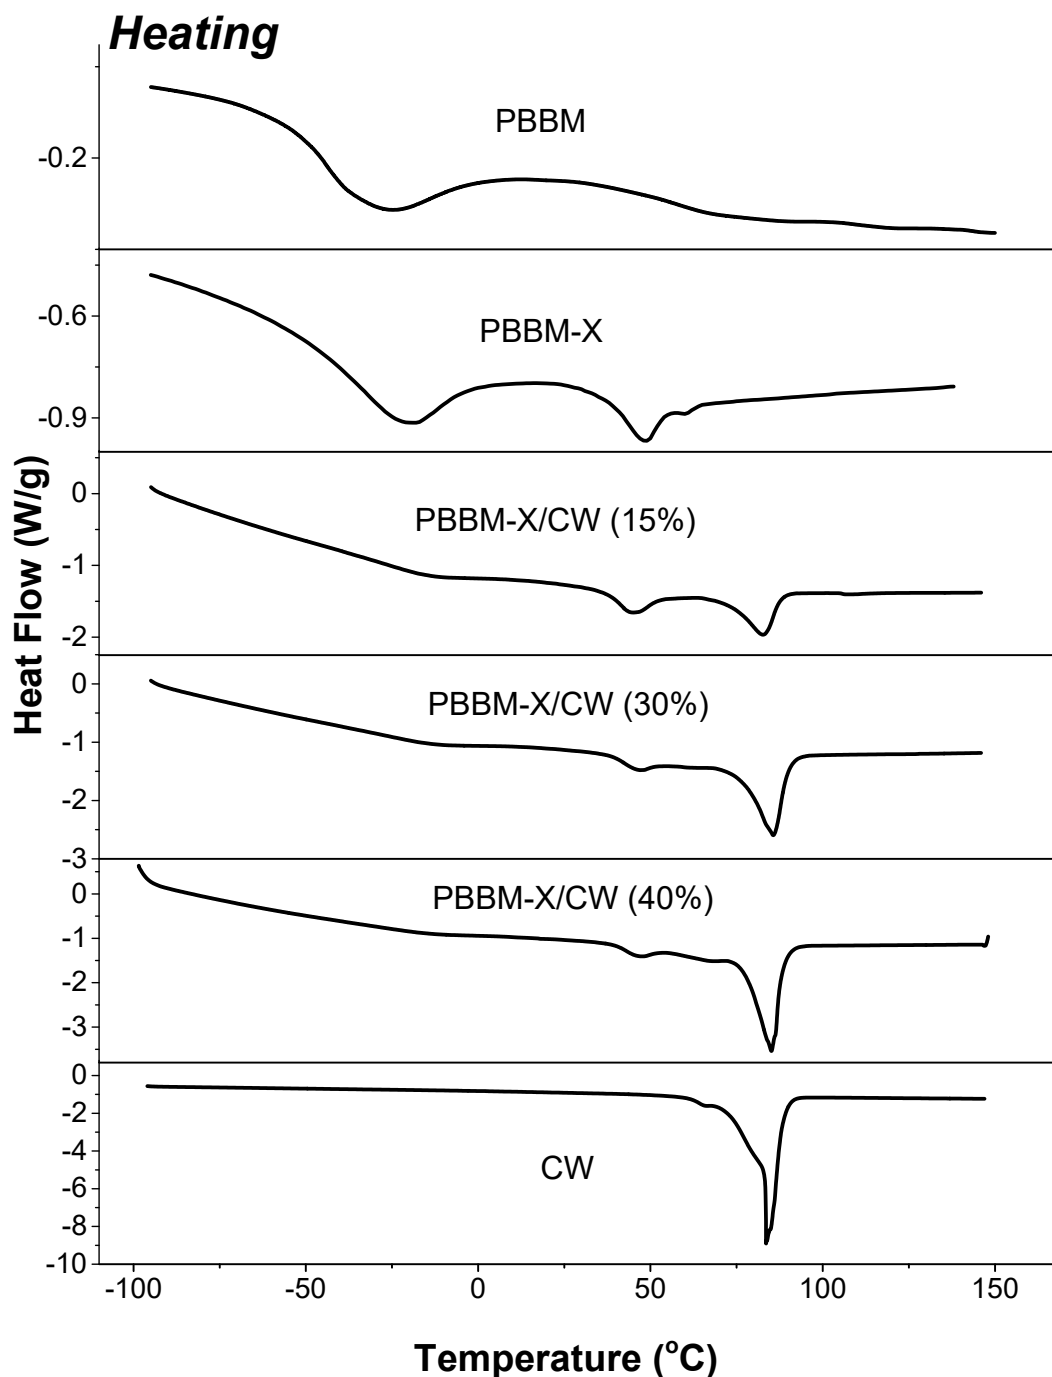 Heating
PBBM
-0.2
PBBM-X
-0.6
-0.9
PBBM-X/CW (15%)
0
-1
-2
PBBM-X/CW (30%)
0
-1
-2
-3
PBBM-X/CW (40%)
0
-1
-2
-3
CW
0
-2
-4
-6
-8
-10
Heat Flow (W/g)
-100 -50 0 50 100 150
Temperature (°C)